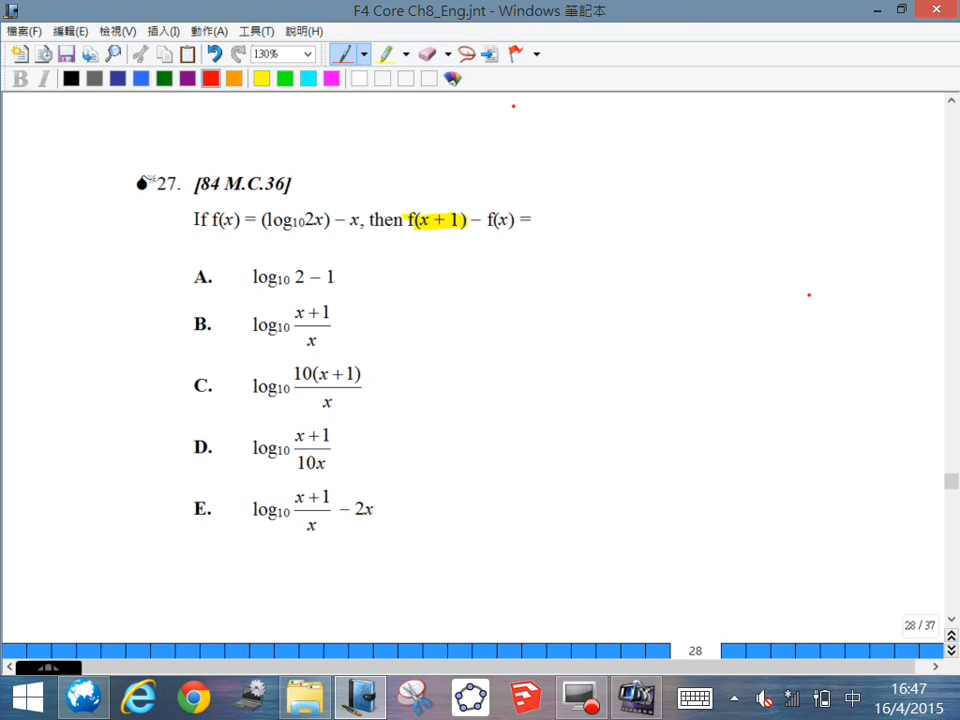 F4 Core Ch8_Eng.jnt - Windows 筆記本
檔案(F) 編輯(E) 檢視(V) 插入(I) 動作(A) 工具(T) 說明(H)
130%
B I
27. [84 M.C.36]
If f(x) = (log₁₀2x) − x, then f(x + 1) − f(x) =
A. log₁₀ 2 − 1
B. log₁₀ (x + 1)/x
C. log₁₀ 10(x + 1)/x
D. log₁₀ (x + 1)/10x
E. log₁₀ (x + 1)/x − 2x
28 / 37
28
中
16:47
16/4/2015